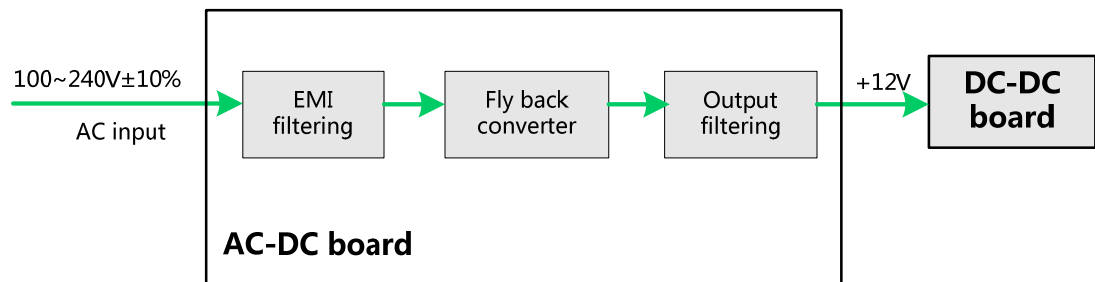 100~240V±10%
AC input
EMI
filtering
Fly back
converter
Output
filtering
+12V
DC-DC
board
AC-DC board